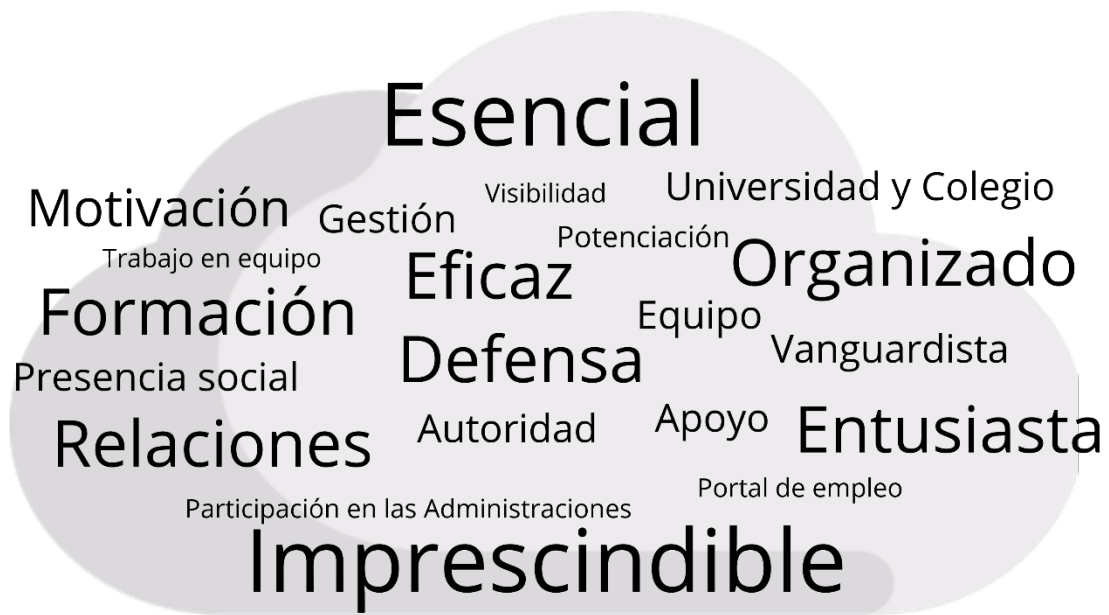 Esencial
Visibilidad
Universidad y Colegio
Motivación
Gestión
Potenciación
Trabajo en equipo
Eficaz
Organizado
Formación
Equipo
Defensa
Vanguardista
Presencia social
Relaciones
Autoridad
Apoyo
Entusiasta
Portal de empleo
Participación en las Administraciones
Imprescindible